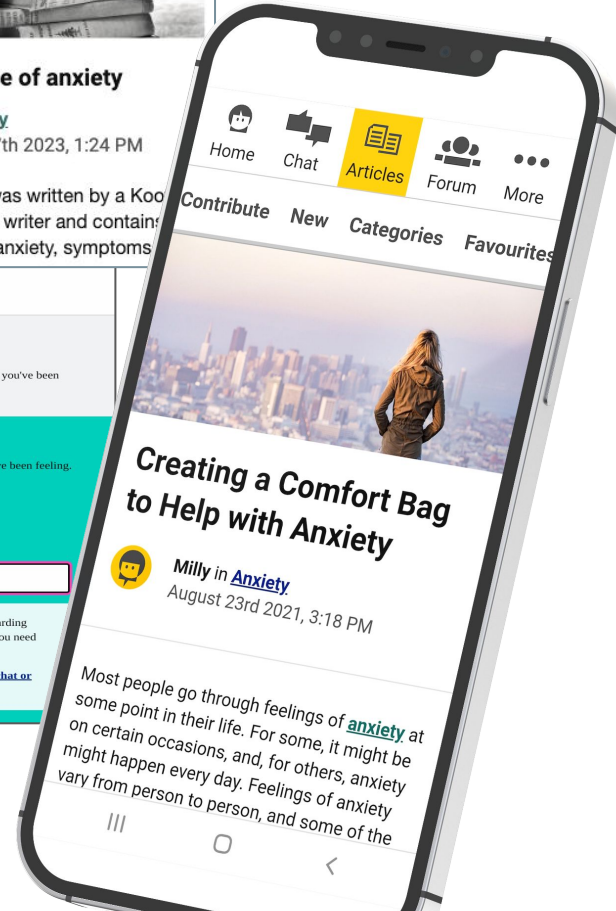 e of anxiety
y
7th 2023, 1:24 PM
was written by a Koo
writer and contains
anxiety, symptoms
you've been
e been feeling.
rding
ou need
hat or
Home Chat Articles Forum More
Contribute New Categories Favourites
Creating a Comfort Bag
to Help with Anxiety
Milly in Anxiety
August 23rd 2021, 3:18 PM
Most people go through feelings of anxiety at
some point in their life. For some, it might be
on certain occasions, and, for others, anxiety
might happen every day. Feelings of anxiety
vary from person to person, and some of the